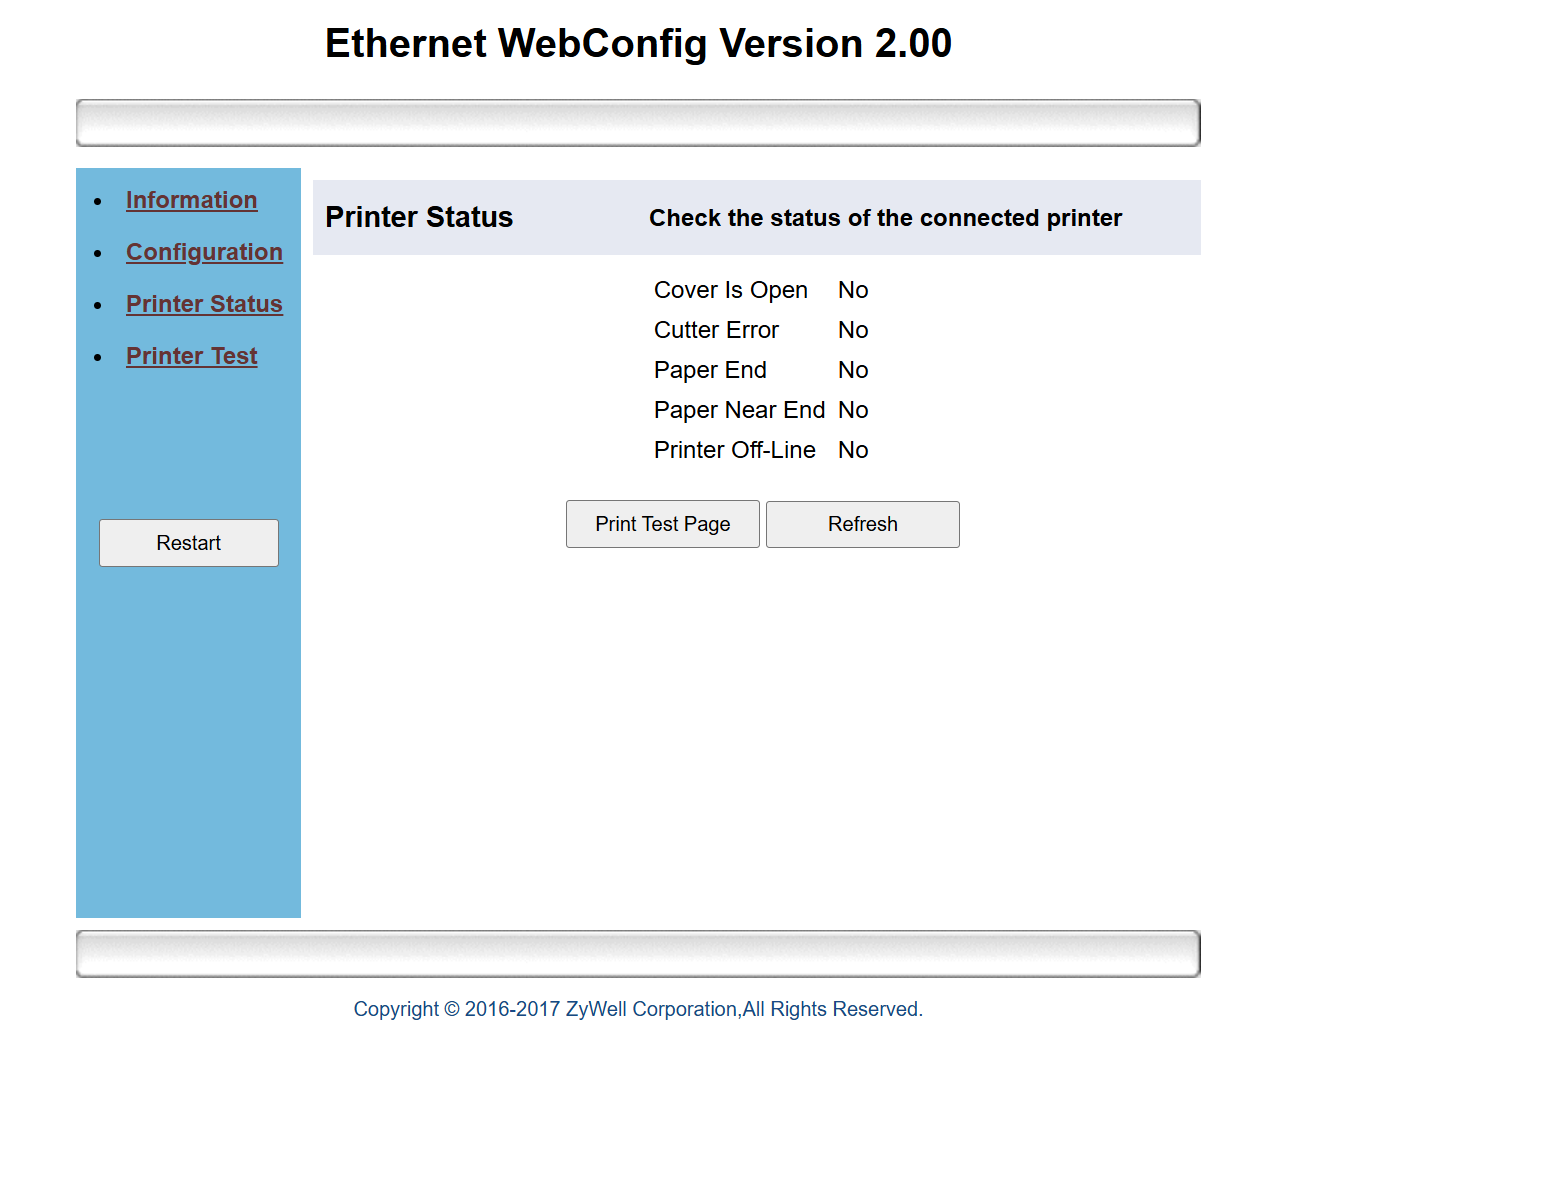 Ethernet WebConfig Version 2.00
Information
Configuration
Printer Status
Printer Test
Restart
Printer Status Check the status of the connected printer
Cover Is Open No
Cutter Error No
Paper End No
Paper Near End No
Printer Off-Line No
Print Test Page Refresh
Copyright © 2016-2017 ZyWell Corporation,All Rights Reserved.